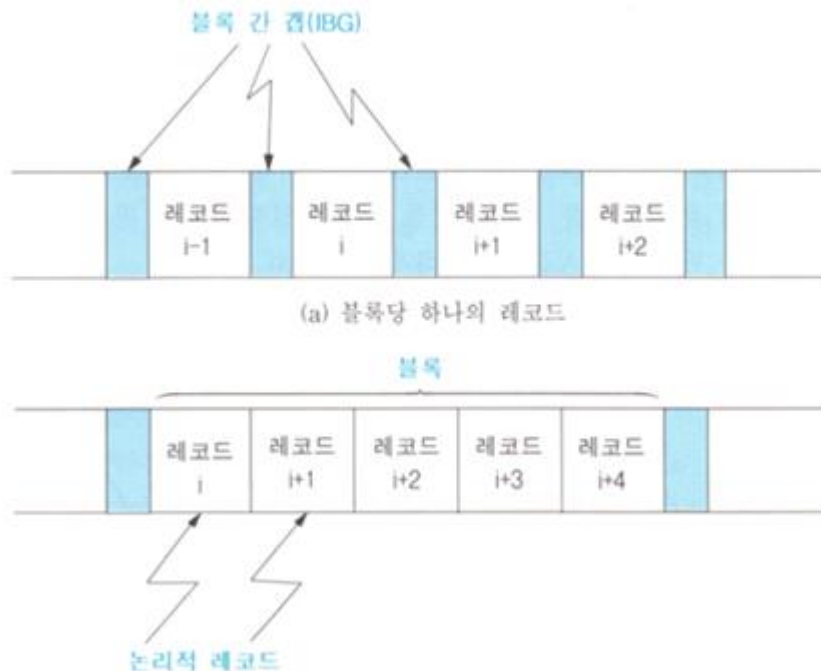 블록 간 갭(IBG)
레코드 레코드 레코드 레코드
i-1 i i+1 i+2
(a) 블록당 하나의 레코드
블록
레코드 레코드 레코드 레코드 레코드
i i+1 i+2 i+3 i+4
논리적 레코드